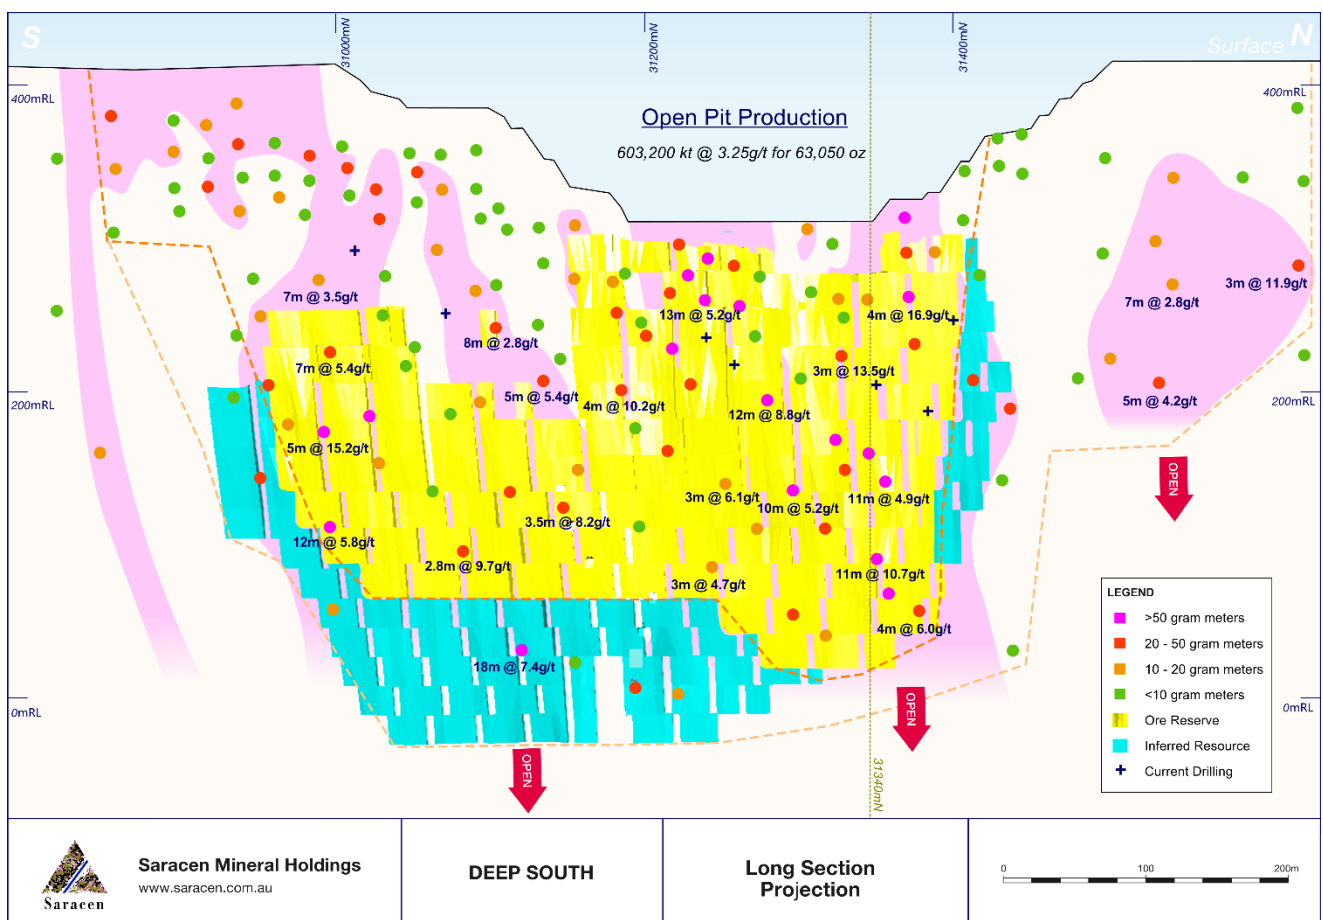 S
Surface N
31000mN
31200mN
31400mN
400mRL
400mRL
Open Pit Production
603,200 kt @ 3.25g/t for 63,050 oz
7m @ 3.5g/t
7m @ 2.8g/t
3m @ 11.9g/t
13m @ 5.2g/t
4m @ 16.9g/t
8m @ 2.8g/t
7m @ 5.4g/t
3m @ 13.5g/t
5m @ 5.4g/t
4m @ 10.2g/t
12m @ 8.8g/t
5m @ 4.2g/t
200mRL
200mRL
5m @ 15.2g/t
3m @ 6.1g/t
10m @ 5.2g/t
11m @ 4.9g/t
OPEN
3.5m @ 8.2g/t
12m @ 5.8g/t
2.8m @ 9.7g/t
3m @ 4.7g/t
11m @ 10.7g/t
4m @ 6.0g/t
18m @ 7.4g/t
0mRL
0mRL
OPEN
OPEN
31340mN
LEGEND
>50 gram meters
20 - 50 gram meters
10 - 20 gram meters
<10 gram meters
Ore Reserve
Inferred Resource
Current Drilling
Saracen
Saracen Mineral Holdings
www.saracen.com.au
DEEP SOUTH
Long Section
Projection
0 100 200m